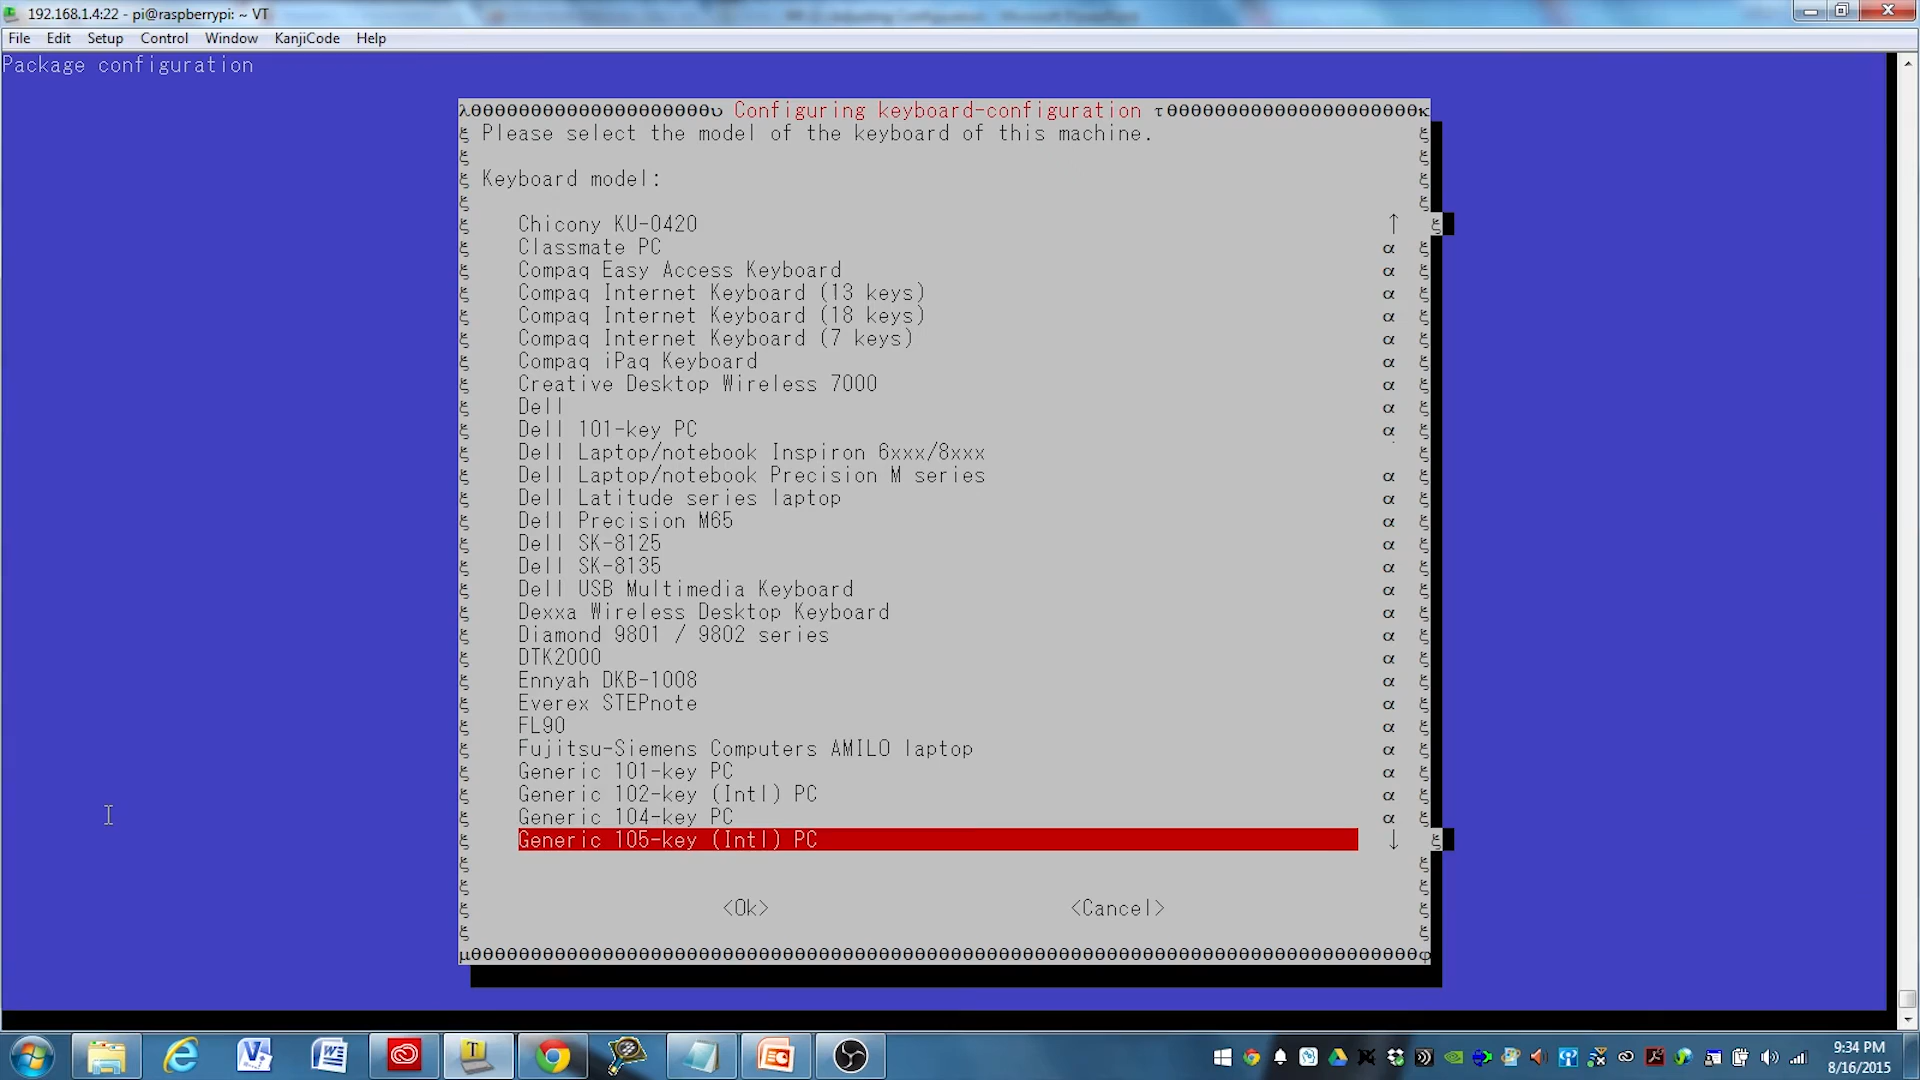 192.168.1.4:22 - pi@raspberrypi: ~ VT
File Edit Setup Control Window KanjiCode Help
Package configuration
Configuring keyboard-configuration
Please select the model of the keyboard of this machine.
Keyboard model:
Chicony KU-0420
Classmate PC
Compaq Easy Access Keyboard
Compaq Internet Keyboard (13 keys)
Compaq Internet Keyboard (18 keys)
Compaq Internet Keyboard (7 keys)
Compaq iPaq Keyboard
Creative Desktop Wireless 7000
Dell
Dell 101-key PC
Dell Laptop/notebook Inspiron 6xxx/8xxx
Dell Laptop/notebook Precision M series
Dell Latitude series laptop
Dell Precision M65
Dell SK-8125
Dell SK-8135
Dell USB Multimedia Keyboard
Dexxa Wireless Desktop Keyboard
Diamond 9801 / 9802 series
DTK2000
Ennyah DKB-1008
Everex STEPnote
FL90
Fujitsu-Siemens Computers AMILO laptop
Generic 101-key PC
Generic 102-key (Intl) PC
Generic 104-key PC
Generic 105-key (Intl) PC
<Ok> <Cancel>
9:34 PM
8/16/2015